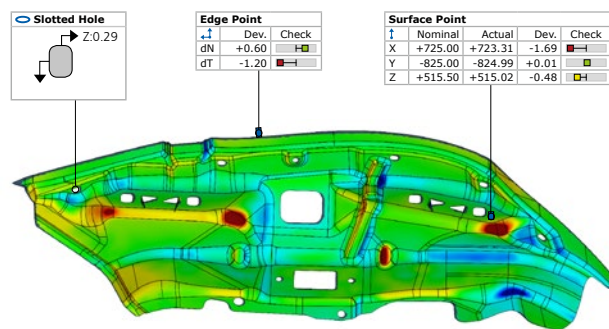 Slotted Hole
Z:0.29
Edge Point
Dev. Check
dN +0.60
dT -1.20
Surface Point
Nominal Actual Dev. Check
X +725.00 +723.31 -1.69
Y -825.00 -824.99 +0.01
Z +515.50 +515.02 -0.48